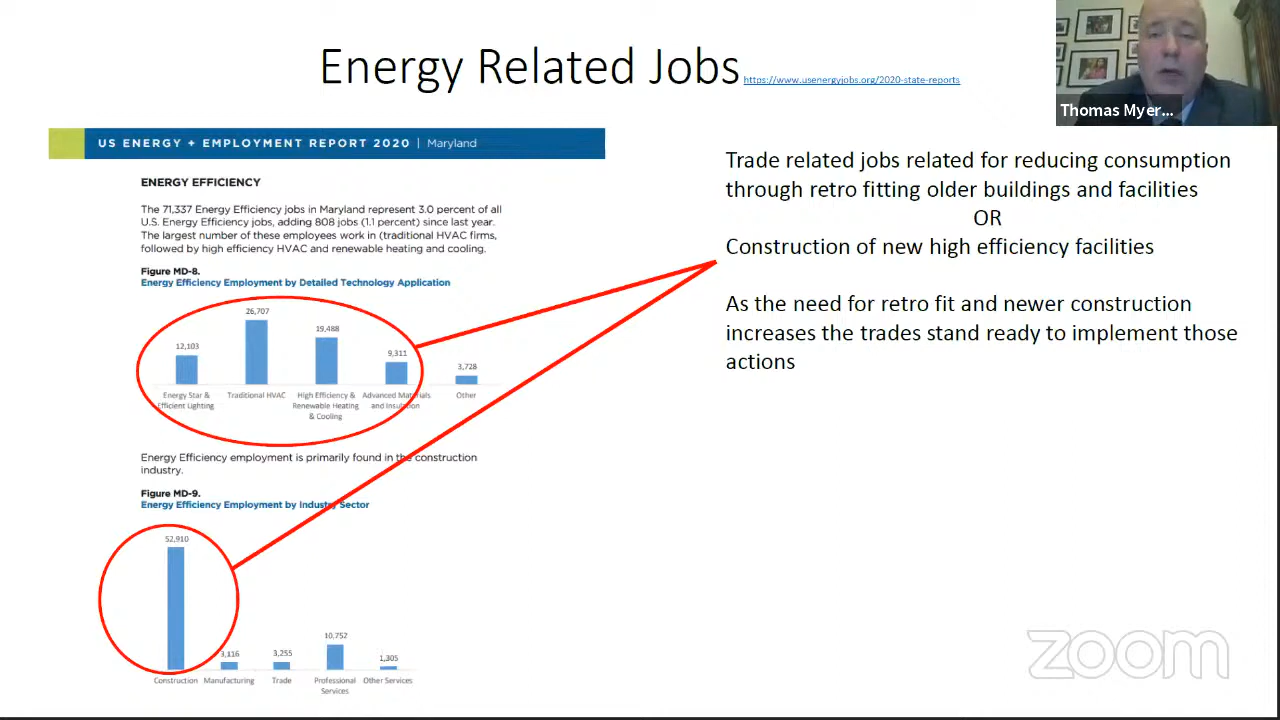 Energy Related Jobs https://www.usenergyjobs.org/2020-state-reports
Thomas Myer...
US ENERGY + EMPLOYMENT REPORT 2020 | Maryland
ENERGY EFFICIENCY
The 71,337 Energy Efficiency jobs in Maryland represent 3.0 percent of all
U.S. Energy Efficiency jobs, adding 808 jobs (1.1 percent) since last year.
The largest number of these employees work in (traditional HVAC firms,
followed by high efficiency HVAC and renewable heating and cooling.
Figure MD-8.
Energy Efficiency Employment by Detailed Technology Application
12,103
26,707
19,488
9,311
3,728
Energy Star &
Efficient Lighting
Traditional HVAC
High Efficiency &
Renewable Heating
& Cooling
Advanced Materials
and Insulation
Other
Energy Efficiency employment is primarily found in the construction
industry.
Figure MD-9.
Energy Efficiency Employment by Industry Sector
52,910
3,116
3,255
10,752
1,305
Construction
Manufacturing
Trade
Professional
Services
Other Services
Trade related jobs related for reducing consumption
through retro fitting older buildings and facilities
OR
Construction of new high efficiency facilities
As the need for retro fit and newer construction
increases the trades stand ready to implement those
actions
zoom